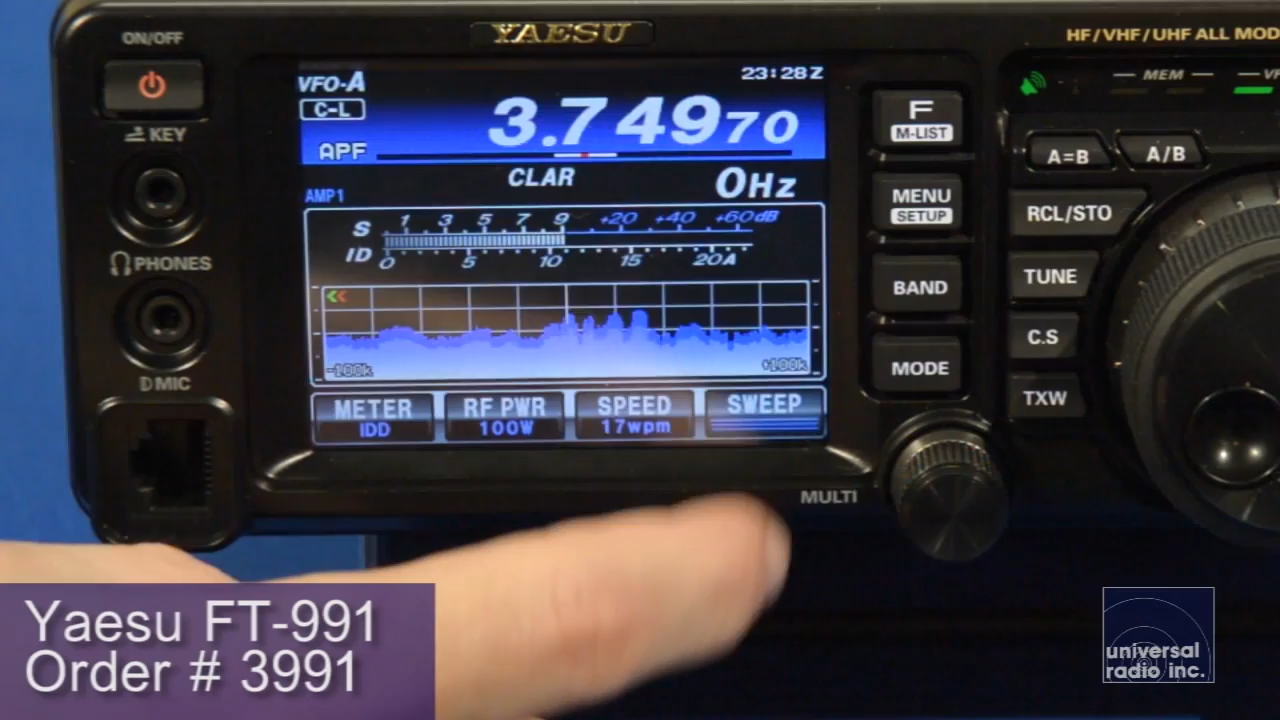 ON/OFF
YAESU
HF/VHF/UHF ALL MOD
VFO-A
23:28Z
C-L
3.74970
APF
CLAR
0Hz
AMP1
S 1 3 5 7 9 +20 +40 +60dB
ID 0 5 10 15 20A
-100k
+100k
METER
IDD
RF PWR
100W
SPEED
17wpm
SWEEP
KEY
PHONES
MIC
F
M-LIST
MENU
SETUP
BAND
MODE
MULTI
MEM
VF
A=B
A/B
RCL/STO
TUNE
C.S
TXW
Yaesu FT-991
Order # 3991
universal
radio inc.